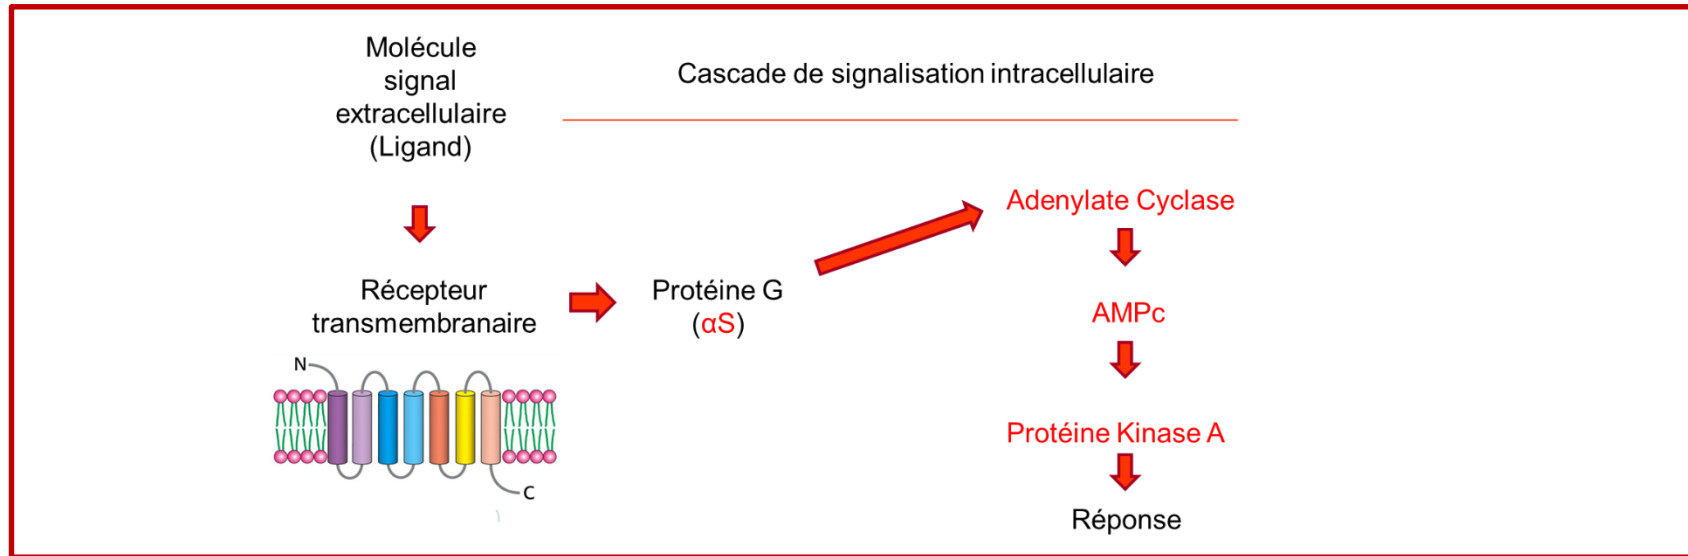 Molécule
signal
extracellulaire
(Ligand)
Cascade de signalisation intracellulaire
Adenylate Cyclase
Récepteur
transmembranaire
Protéine G
(αS)
AMPc
N
Protéine Kinase A
C
Réponse